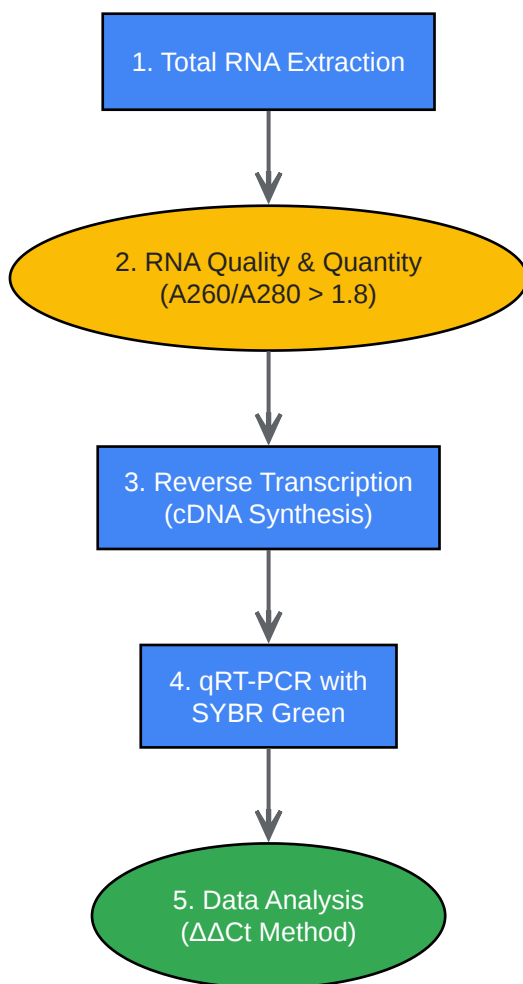 1. Total RNA Extraction
2. RNA Quality & Quantity
(A260/A280 > 1.8)
3. Reverse Transcription
(cDNA Synthesis)
4. qRT-PCR with
SYBR Green
5. Data Analysis
(ΔΔCt Method)